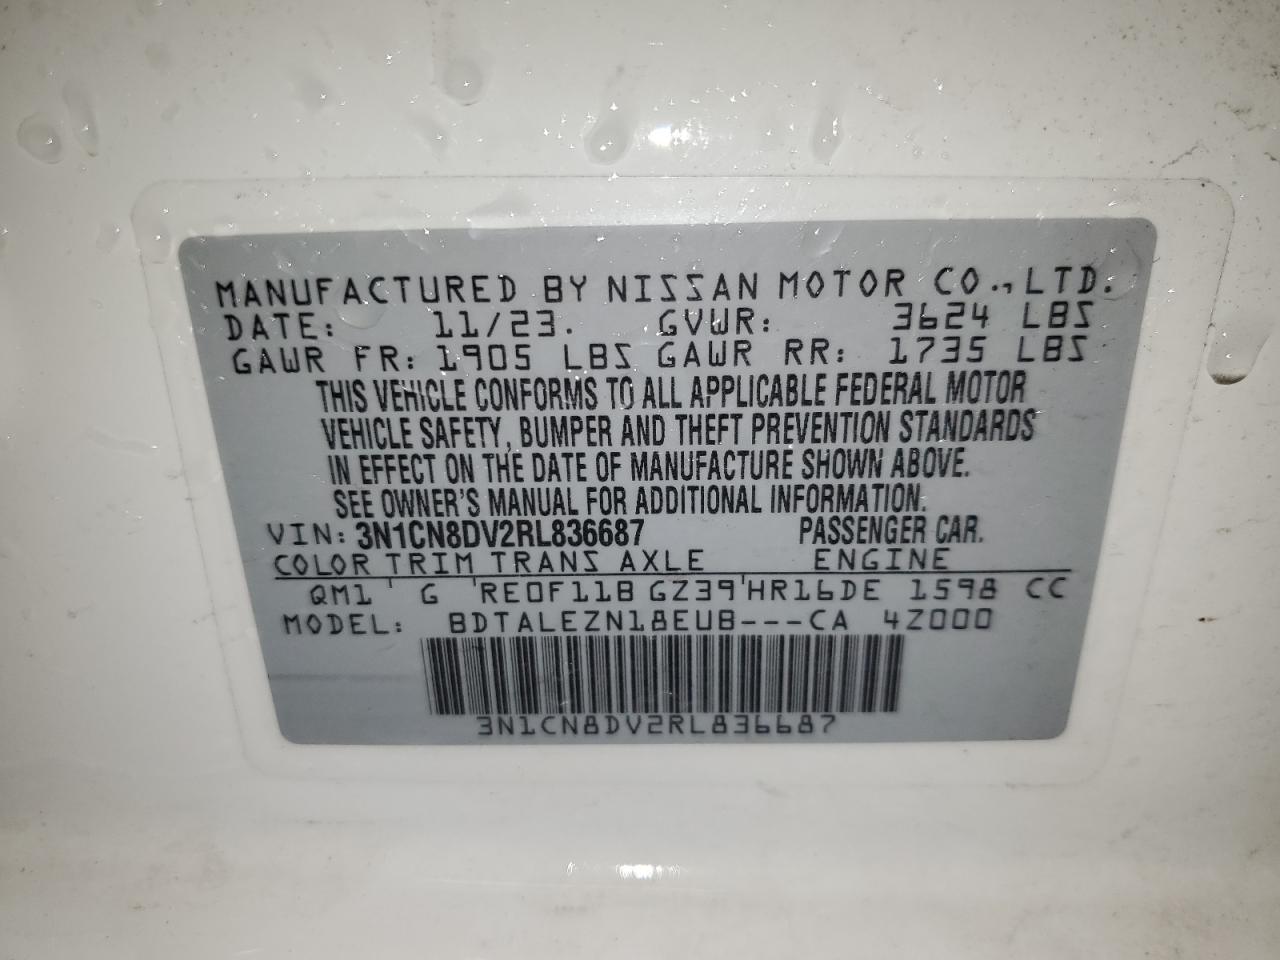 MANUFACTURED BY NISSAN MOTOR CO., LTD.
DATE: 11/23. GVWR: 3624 LBS
GAWR FR: 1905 LBS GAWR RR: 1735 LBS
THIS VEHICLE CONFORMS TO ALL APPLICABLE FEDERAL MOTOR
VEHICLE SAFETY, BUMPER AND THEFT PREVENTION STANDARDS
IN EFFECT ON THE DATE OF MANUFACTURE SHOWN ABOVE.
SEE OWNER'S MANUAL FOR ADDITIONAL INFORMATION.
VIN: 3N1CN8DV2RL836687 PASSENGER CAR.
COLOR TRIM TRANS AXLE ENGINE
QM1 ' G 'RE0F11B GZ39'HR16DE 1598 CC
MODEL: BDTALEZN18EUB---CA 4Z000
3N1CN8DV2RL836687